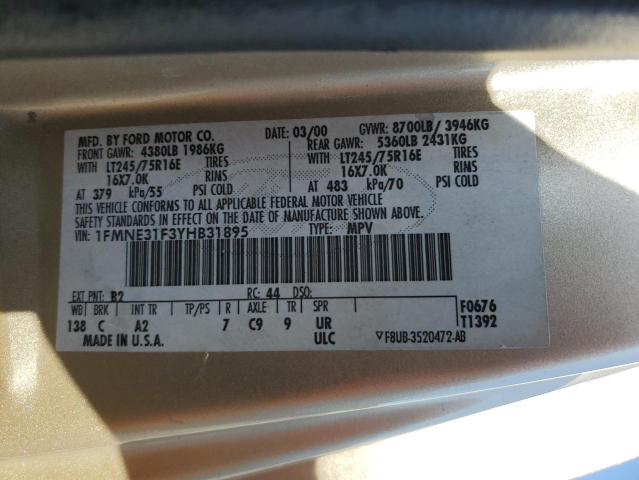 MFD. BY FORD MOTOR CO. DATE: 03/00 GVWR: 8700LB/ 3946KG
FRONT GAWR: 4380LB 1986KG REAR GAWR: 5360LB 2431KG
WITH LT245/75R16E TIRES WITH LT245/75R16E TIRES
16X7.0K RIMS 16X7.0K RIMS
AT 379 kPa/55 PSI COLD AT 483 kPa/70 PSI COLD
THIS VEHICLE CONFORMS TO ALL APPLICABLE FEDERAL MOTOR VEHICLE
SAFETY STANDARDS IN EFFECT ON THE DATE OF MANUFACTURE SHOWN ABOVE.
VIN: 1FMNE31F3YHB31895 TYPE: MPV
EXT PNT: B2 RC: 44 DSO:
WB BRK INT TR TP/PS R AXLE TR SPR F0676
138 C A2 7 C9 9 UR T1392
MADE IN U.S.A. ULC ▽F8UB-3520472-AB